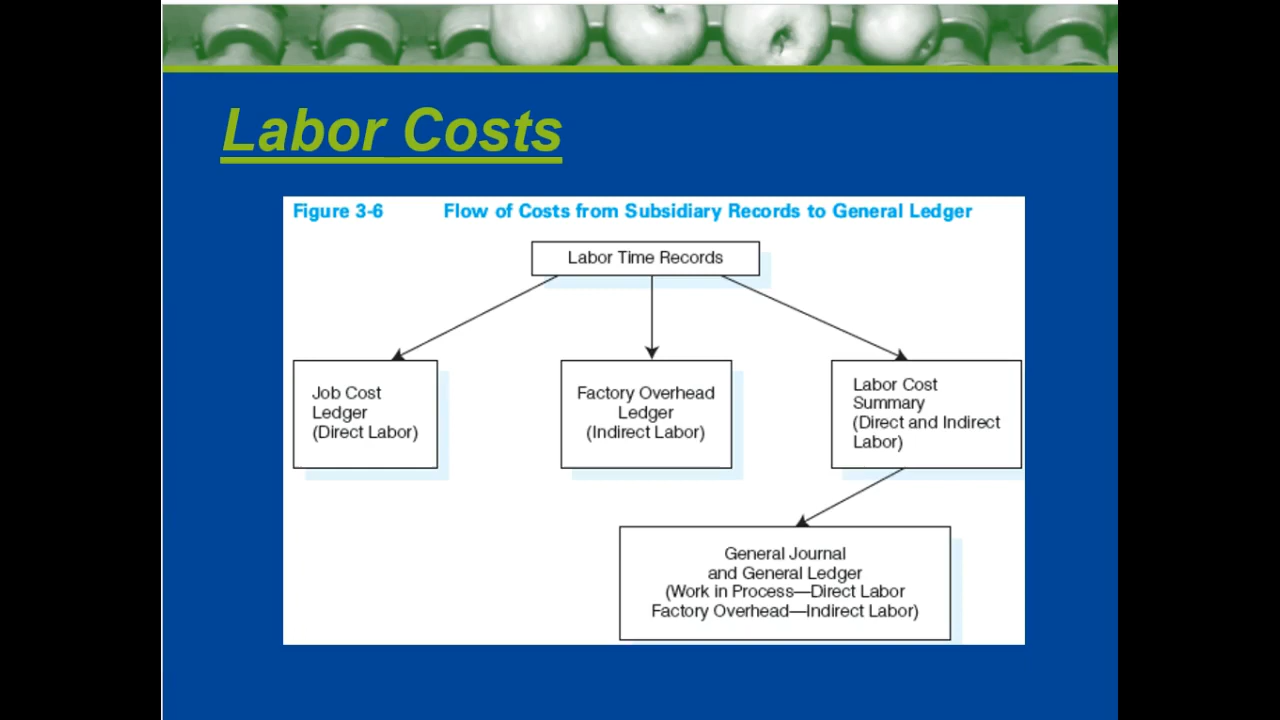 Labor Costs
Figure 3-6 Flow of Costs from Subsidiary Records to General Ledger
Labor Time Records
Job Cost
Ledger
(Direct Labor)
Factory Overhead
Ledger
(Indirect Labor)
Labor Cost
Summary
(Direct and Indirect
Labor)
General Journal
and General Ledger
(Work in Process—Direct Labor
Factory Overhead—Indirect Labor)